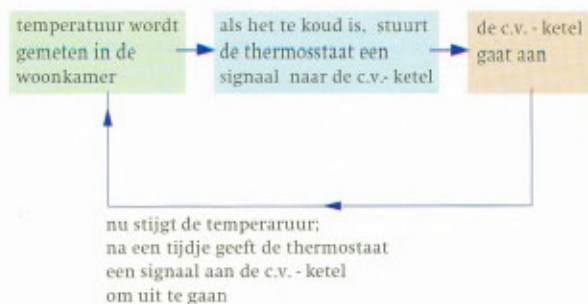 temperatuur wordt
gemeten in de
woonkamer
als het te koud is, stuurt
de thermosstaat een
signaal naar de c.v.- ketel
de c.v. - ketel
gaat aan
nu stijgt de temperaruur;
na een tijdje geeft de thermostaat
een signaal aan de c.v. - ketel
om uit te gaan